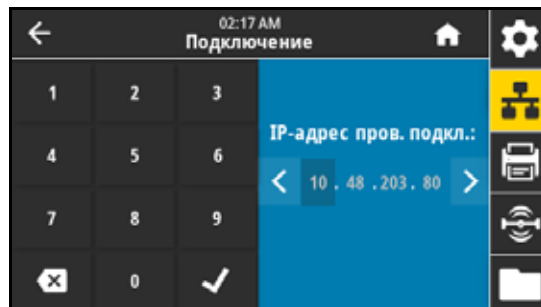 02:17 AM
Подключение
1 2 3
4 5 6
7 8 9
0
IP-адрес пров. подкл.:
10 . 48 . 203 . 80